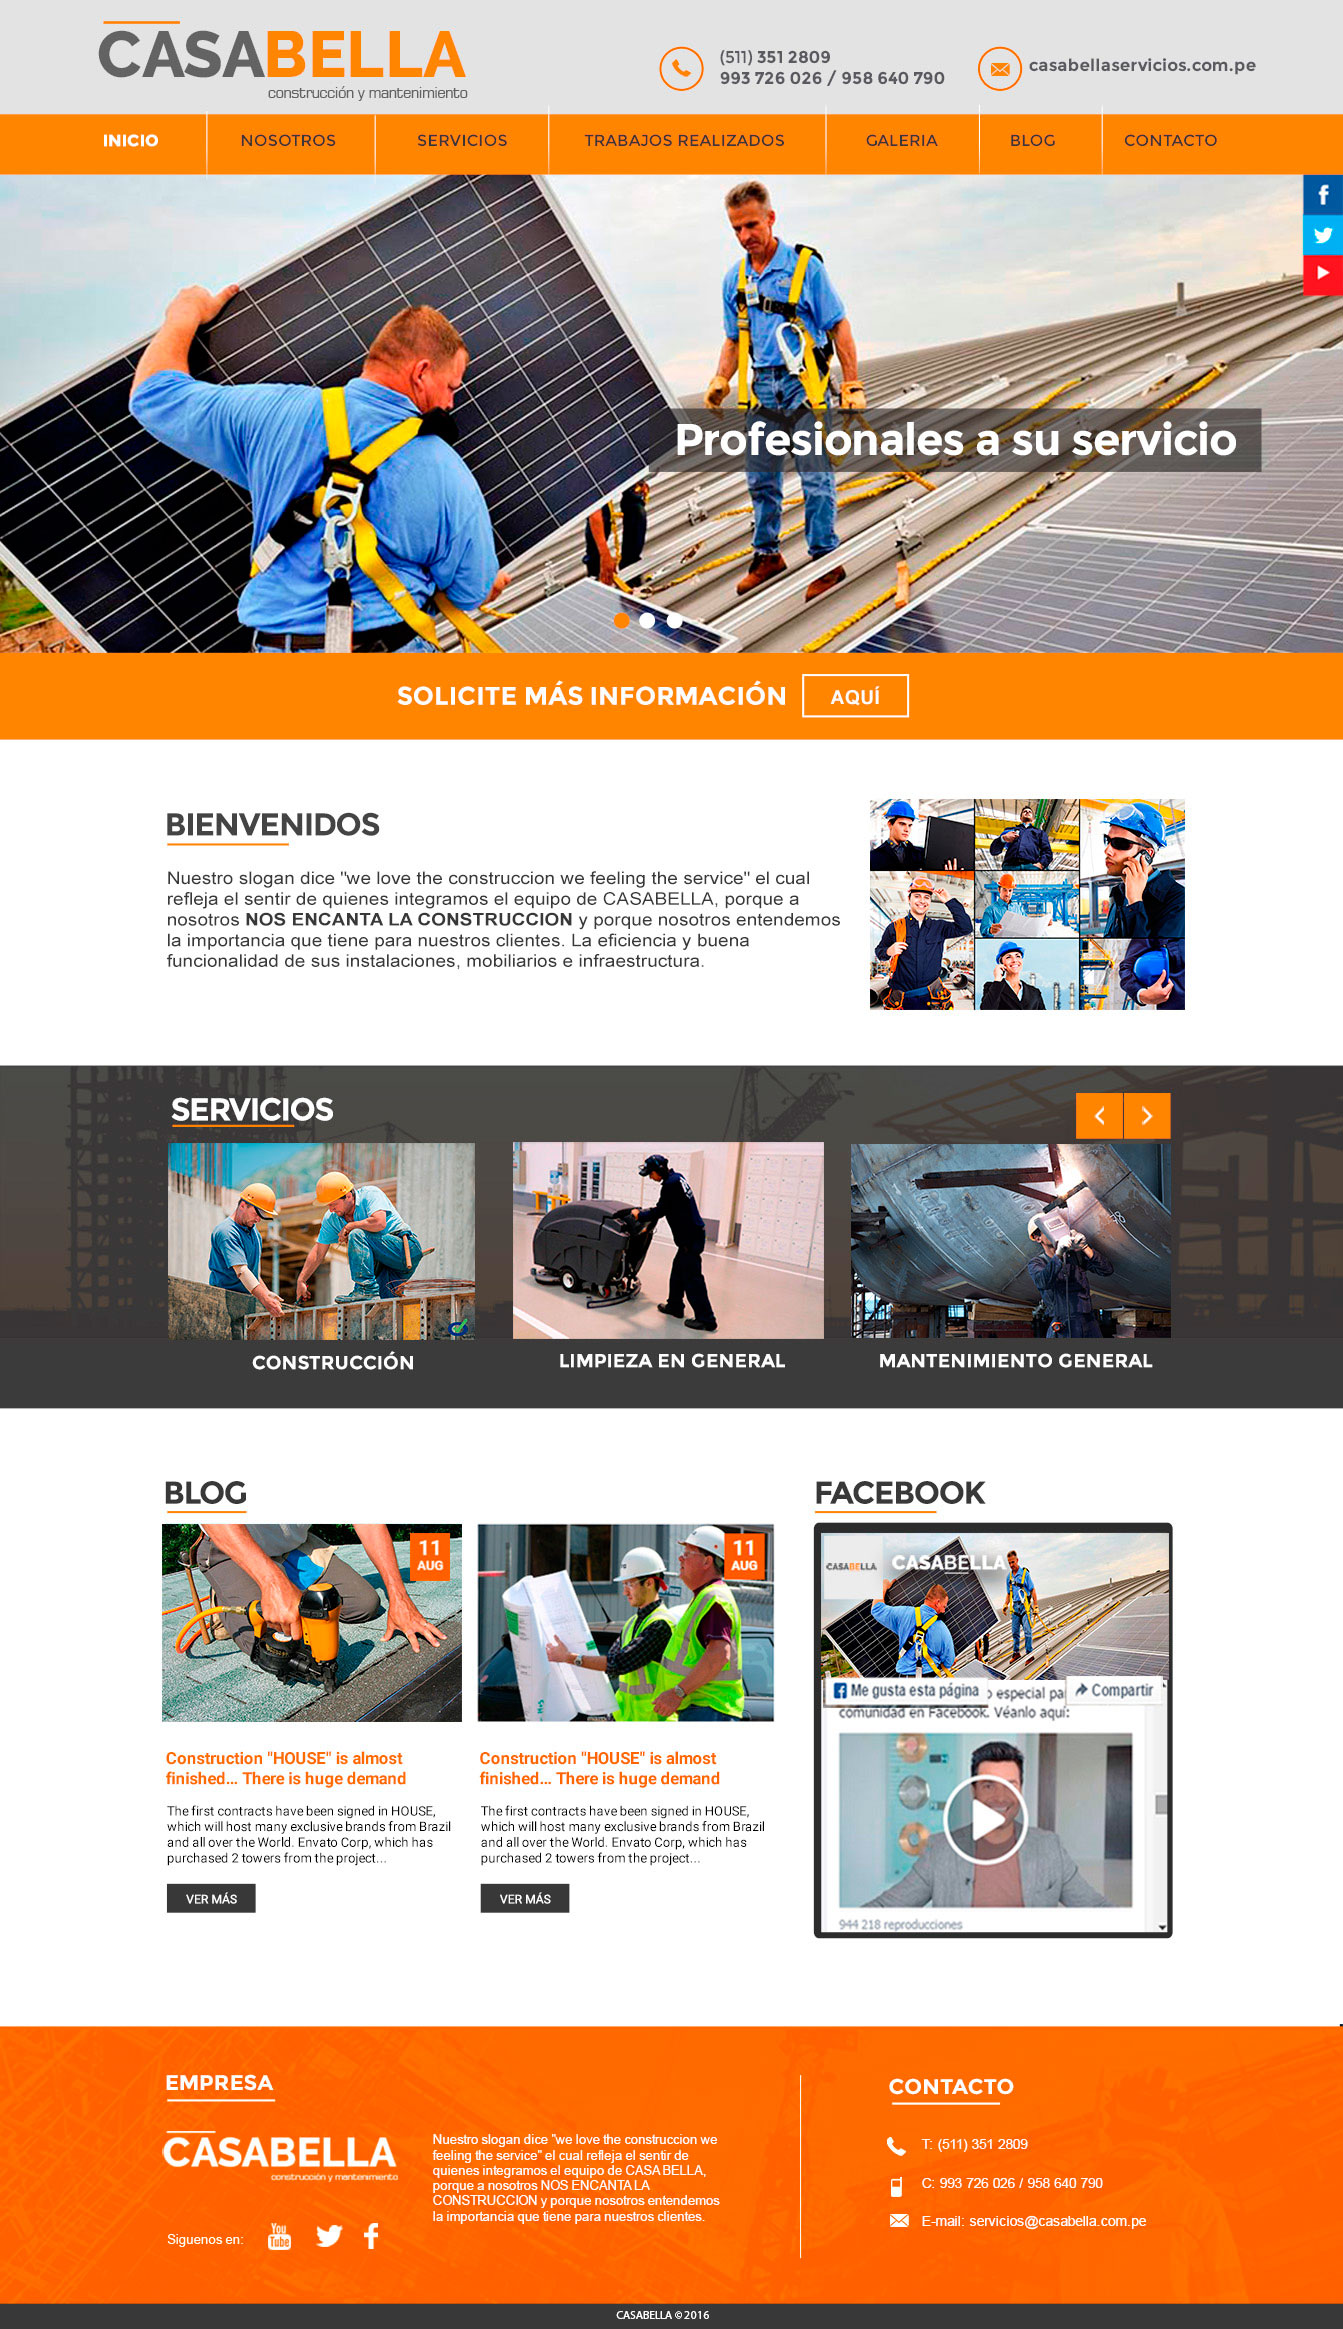 CASABELLA
construcción y mantenimiento
(511) 351 2809
993 726 026 / 958 640 790
casabellaservicios.com.pe
INICIO
NOSOTROS
SERVICIOS
TRABAJOS REALIZADOS
GALERIA
BLOG
CONTACTO
Profesionales a su servicio
SOLICITE MÁS INFORMACIÓN
AQUÍ
BIENVENIDOS
Nuestro slogan dice "we love the construccion we feeling the service" el cual
refleja el sentir de quienes integramos el equipo de CASABELLA, porque a
nosotros NOS ENCANTA LA CONSTRUCCION y porque nosotros entendemos
la importancia que tiene para nuestros clientes. La eficiencia y buena
funcionalidad de sus instalaciones, mobiliarios e infraestructura.
SERVICIOS
CONSTRUCCIÓN
LIMPIEZA EN GENERAL
MANTENIMIENTO GENERAL
BLOG
11
AUG
Construction "HOUSE" is almost
finished... There is huge demand
The first contracts have been signed in HOUSE,
which will host many exclusive brands from Brazil
and all over the World. Envato Corp, which has
purchased 2 towers from the project...
VER MÁS
11
AUG
Construction "HOUSE" is almost
finished... There is huge demand
The first contracts have been signed in HOUSE,
which will host many exclusive brands from Brazil
and all over the World. Envato Corp, which has
purchased 2 towers from the project...
VER MÁS
FACEBOOK
CASABELLA
CASABELLA
Me gusta esta página
o especial pa
Compartir
comunidad en Facebook. Véanlo aquí:
944 218 reproducciones
EMPRESA
CASABELLA
construcción y mantenimiento
Nuestro slogan dice "we love the construccion we
feeling the service" el cual refleja el sentir de
quienes integramos el equipo de CASA BELLA,
porque a nosotros NOS ENCANTA LA
CONSTRUCCION y porque nosotros entendemos
la importancia que tiene para nuestros clientes.
Siguenos en:
You
Tube
CONTACTO
T: (511) 351 2809
C: 993 726 026 / 958 640 790
E-mail: servicios@casabella.com.pe
CASABELLA © 2016